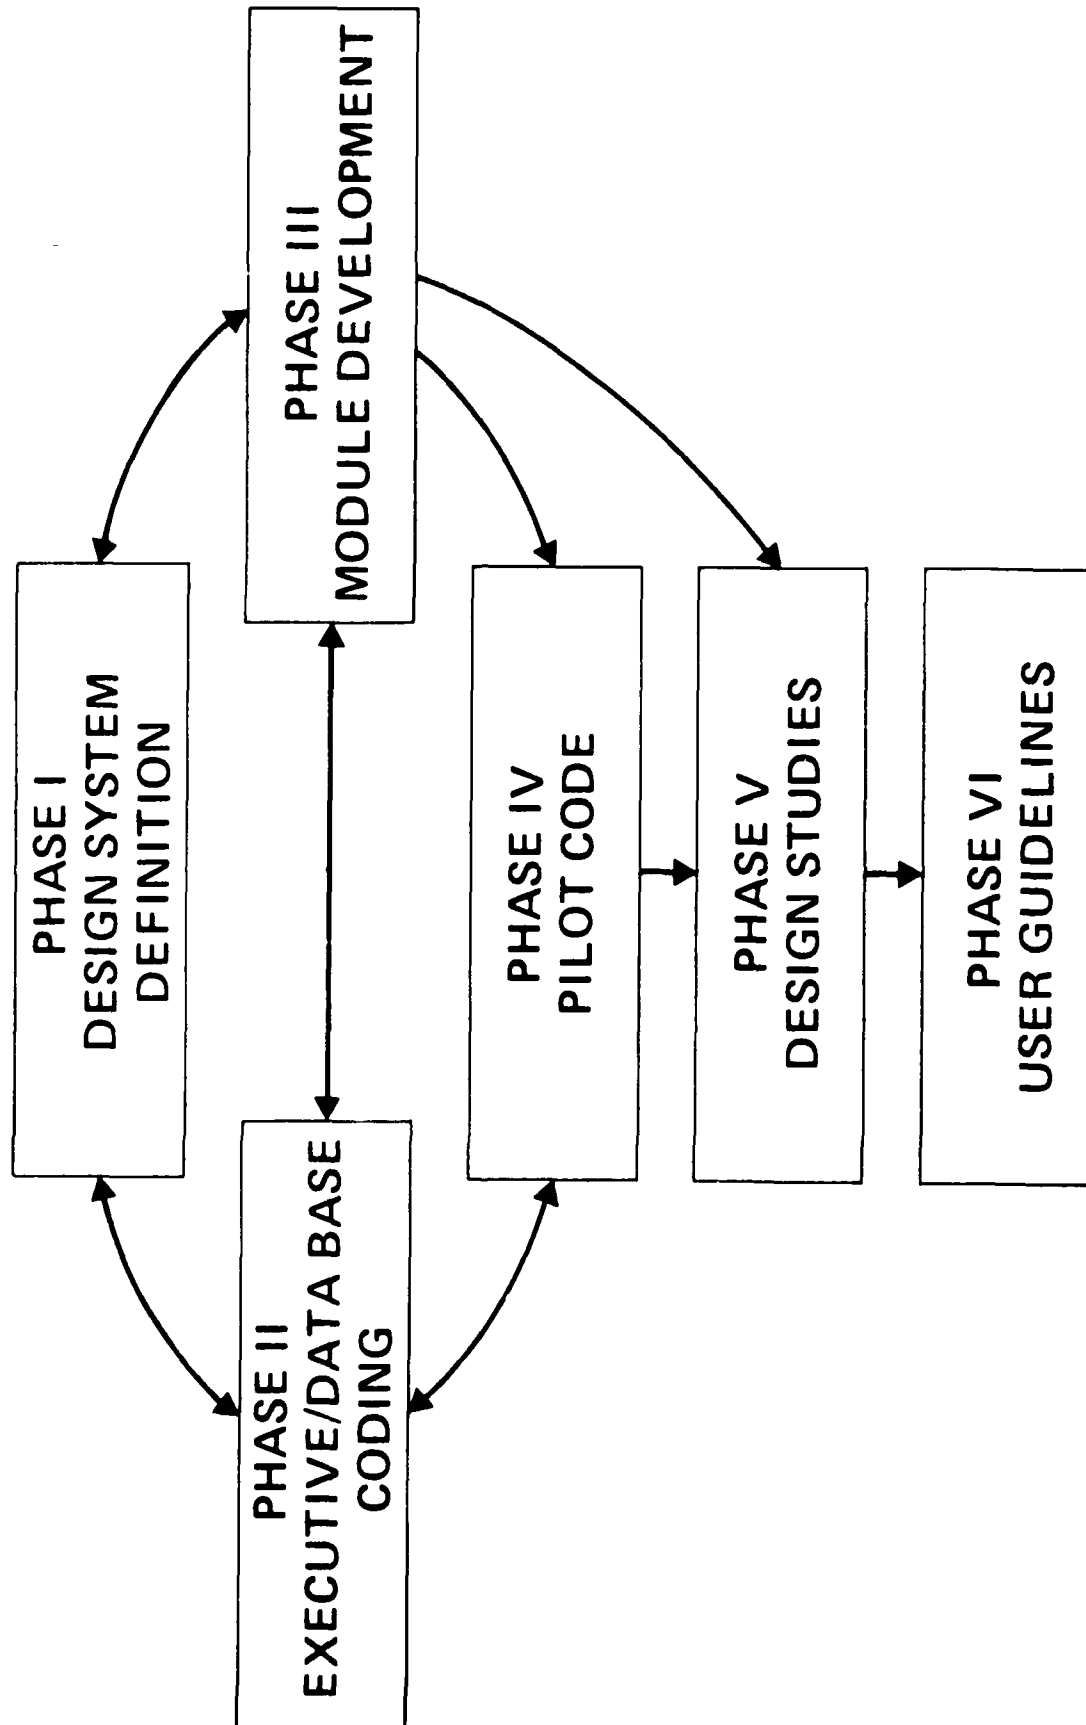 PHASE I
DESIGN SYSTEM
DEFINITION
PHASE II
EXECUTIVE/DATA BASE
CODING
PHASE III
MODULE DEVELOPMENT
PHASE IV
PILOT CODE
PHASE V
DESIGN STUDIES
PHASE VI
USER GUIDELINES